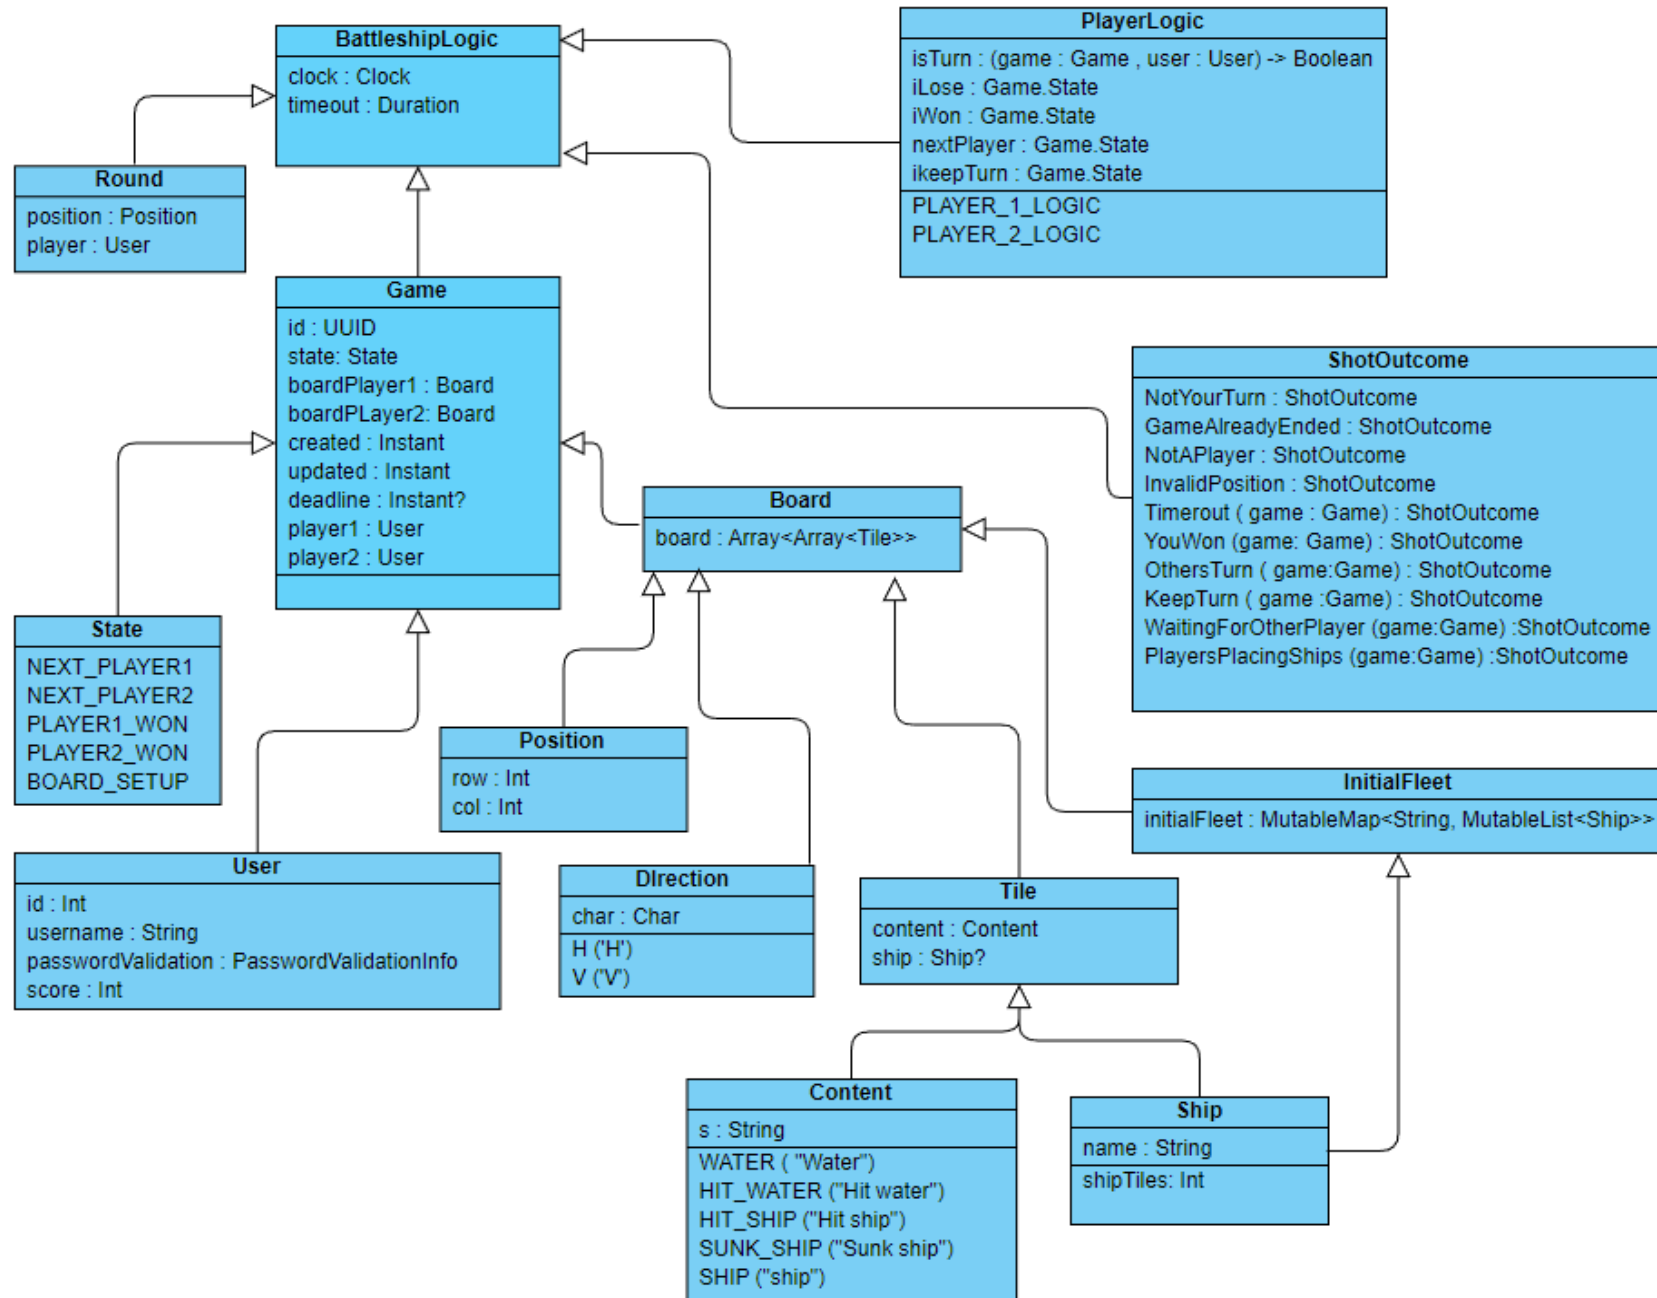 BattleshipLogic
clock : Clock
timeout : Duration
PlayerLogic
isTurn : (game : Game , user : User) -> Boolean
iLose : Game.State
iWon : Game.State
nextPlayer : Game.State
ikeepTurn : Game.State
PLAYER_1_LOGIC
PLAYER_2_LOGIC
Round
position : Position
player : User
Game
id : UUID
state: State
boardPlayer1 : Board
boardPLayer2: Board
created : Instant
updated : Instant
deadline : Instant?
player1 : User
player2 : User
ShotOutcome
NotYourTurn : ShotOutcome
GameAlreadyEnded : ShotOutcome
NotAPlayer : ShotOutcome
InvalidPosition : ShotOutcome
Timerout ( game : Game) : ShotOutcome
YouWon (game: Game) : ShotOutcome
OthersTurn ( game:Game) : ShotOutcome
KeepTurn ( game :Game) : ShotOutcome
WaitingForOtherPlayer (game:Game) :ShotOutcome
PlayersPlacingShips (game:Game) :ShotOutcome
Board
board : Array<Array<Tile>>
State
NEXT_PLAYER1
NEXT_PLAYER2
PLAYER1_WON
PLAYER2_WON
BOARD_SETUP
Position
row : Int
col : Int
InitialFleet
initialFleet : MutableMap<String, MutableList<Ship>>
User
id : Int
username : String
passwordValidation : PasswordValidationInfo
score : Int
DIrection
char : Char
H ('H')
V ('V')
Tile
content : Content
ship : Ship?
Content
s : String
WATER ( "Water")
HIT_WATER ("Hit water")
HIT_SHIP ("Hit ship")
SUNK_SHIP ("Sunk ship")
SHIP ("ship")
Ship
name : String
shipTiles: Int